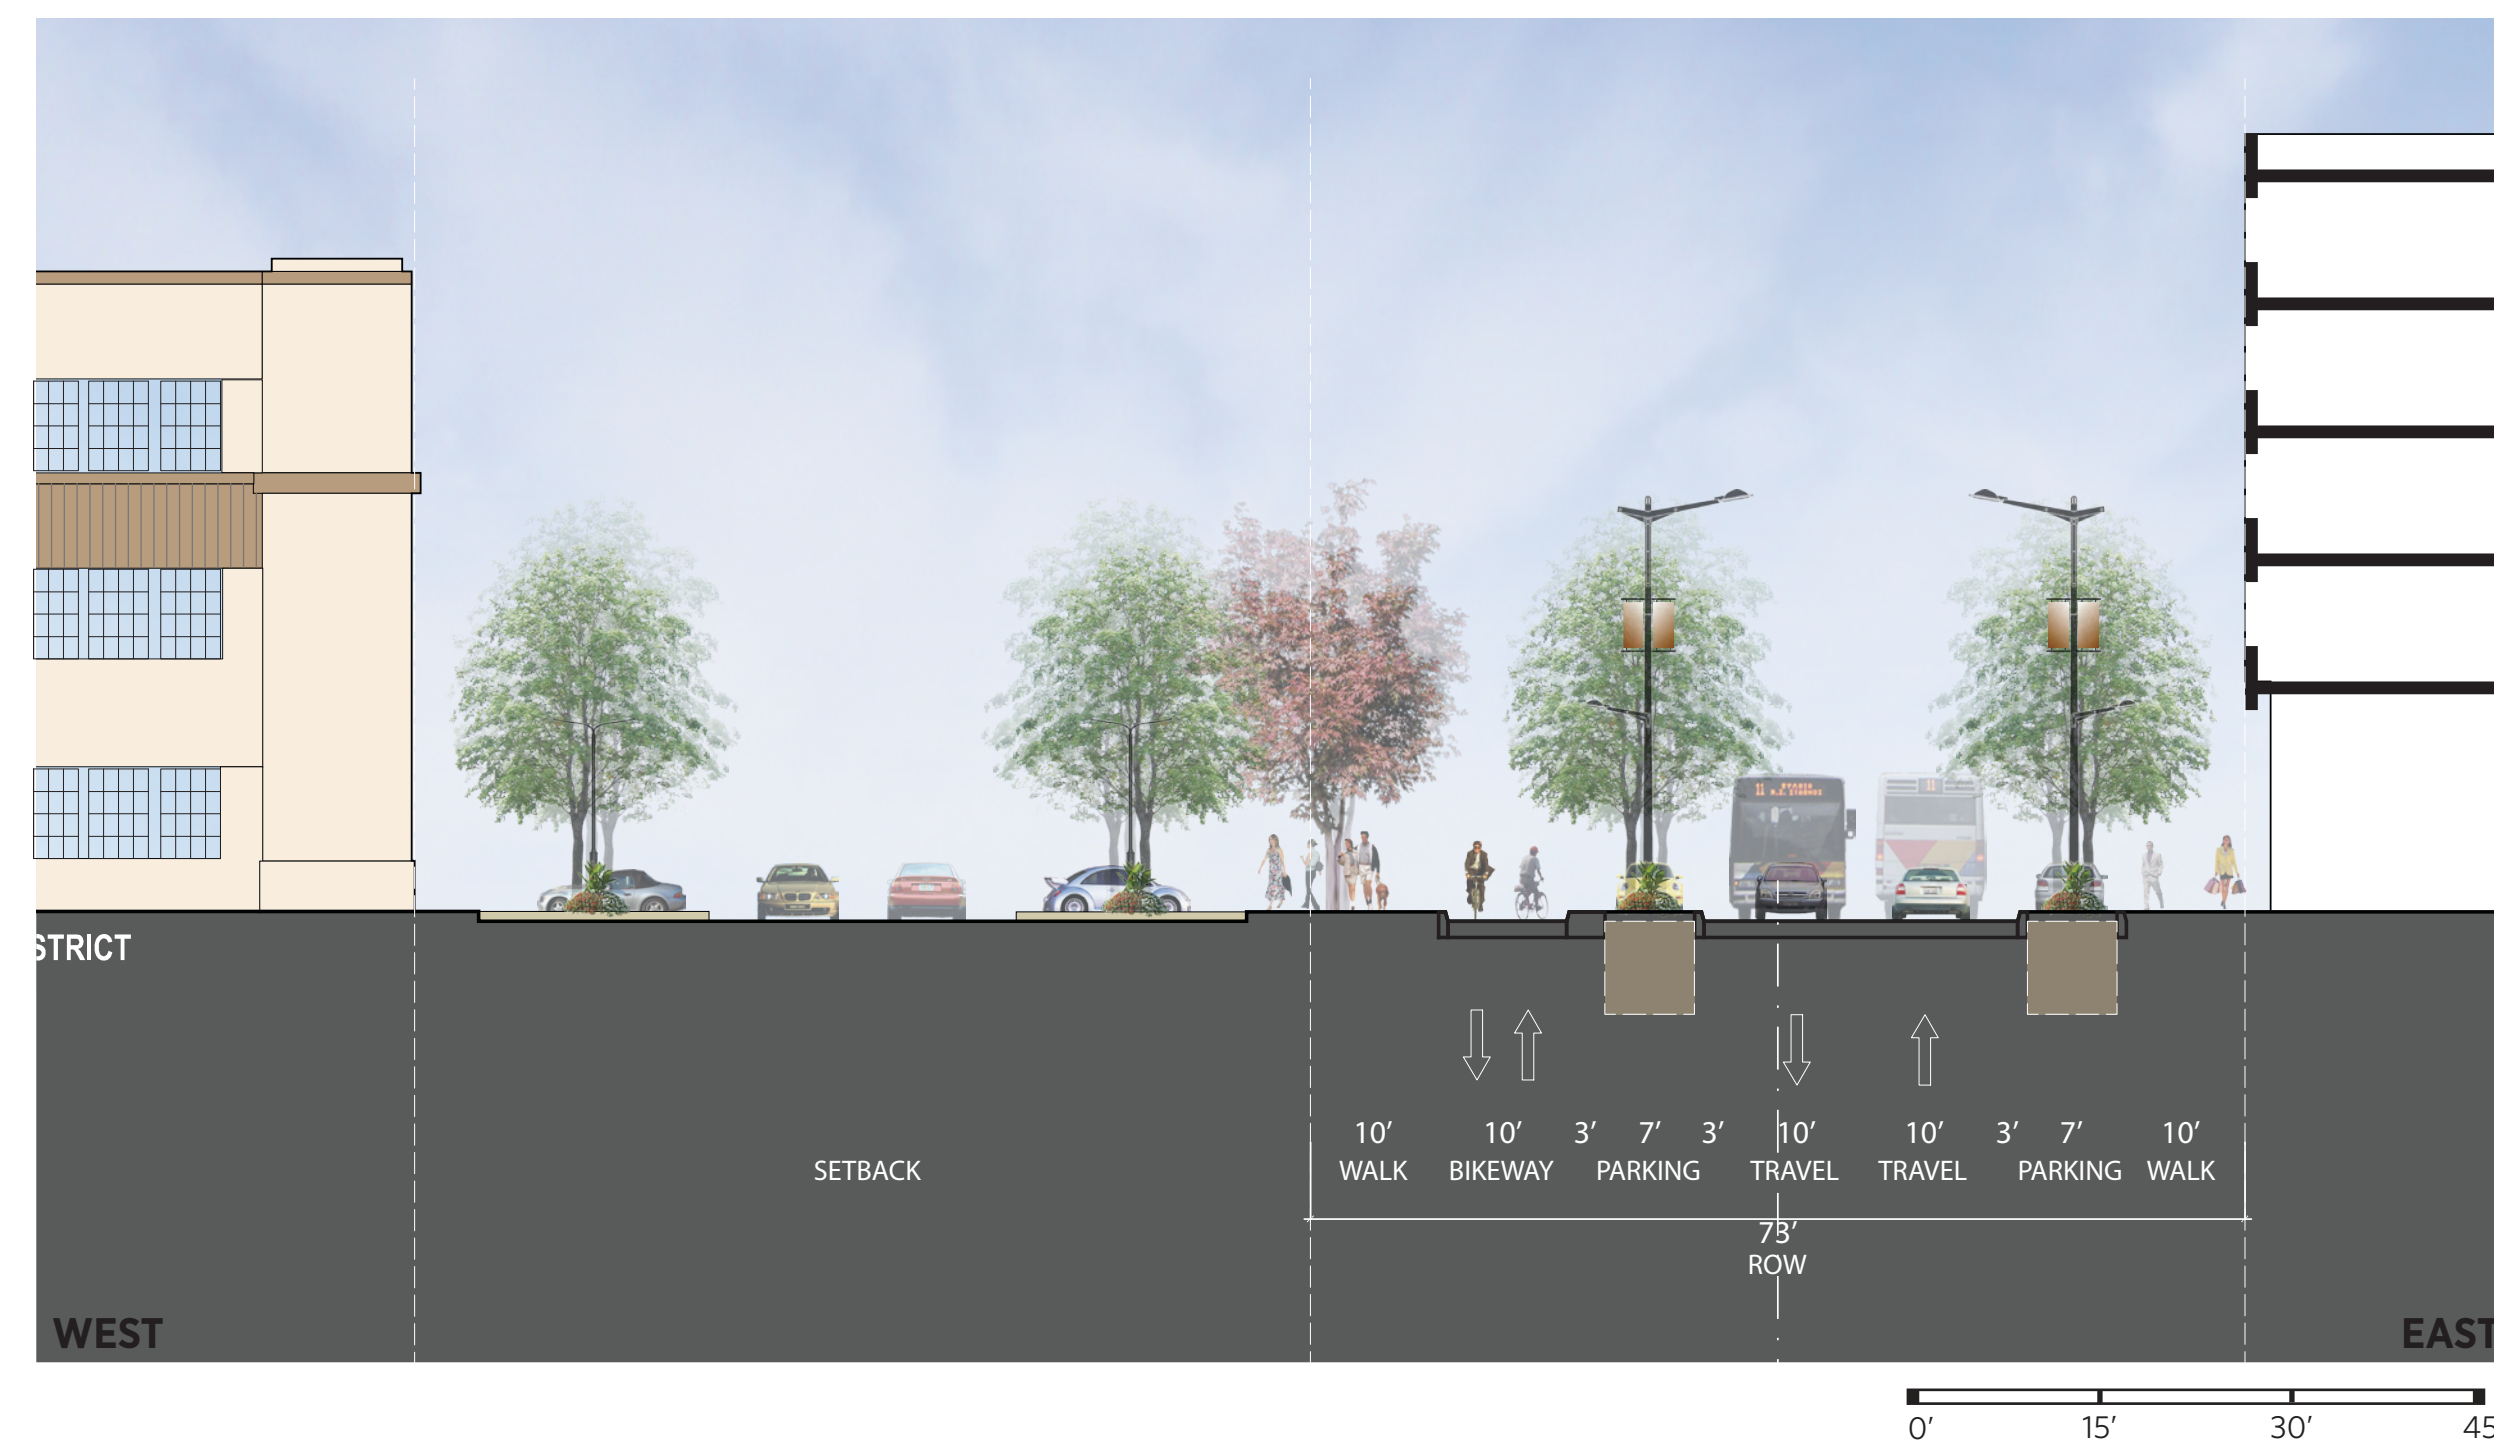 STRICT
10’ 10’ 3’ 7’ 3’ 10’ 10’ 3’ 7’ 10’
SETBACK WALK BIKEWAY PARKING TRAVEL TRAVEL PARKING WALK
73’
ROW
WEST EAST
0’ 15’ 30’ 45